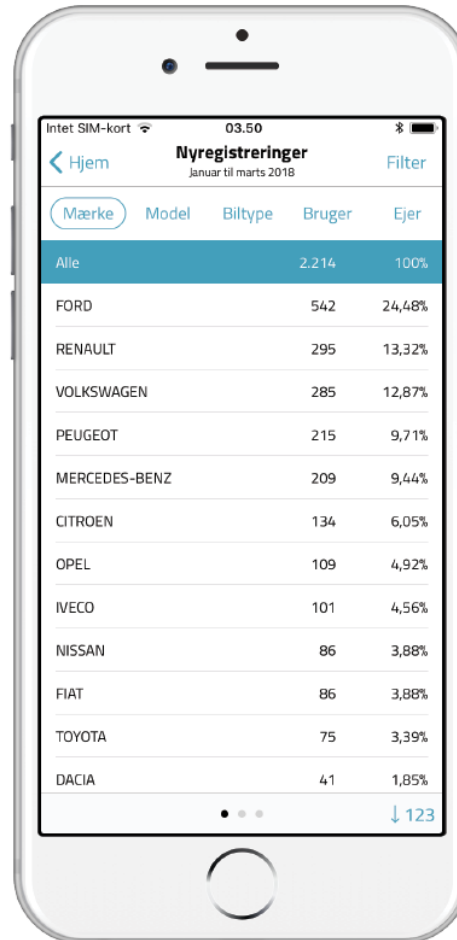 Intet SIM-kort 03.50
Hjem Nyregistreringer Filter
Januar til marts 2018
Mærke Model Biltype Bruger Ejer
Alle 2.214 100%
FORD 542 24,48%
RENAULT 295 13,32%
VOLKSWAGEN 285 12,87%
PEUGEOT 215 9,71%
MERCEDES-BENZ 209 9,44%
CITROEN 134 6,05%
OPEL 109 4,92%
IVECO 101 4,56%
NISSAN 86 3,88%
FIAT 86 3,88%
TOYOTA 75 3,39%
DACIA 41 1,85%
↓ 123